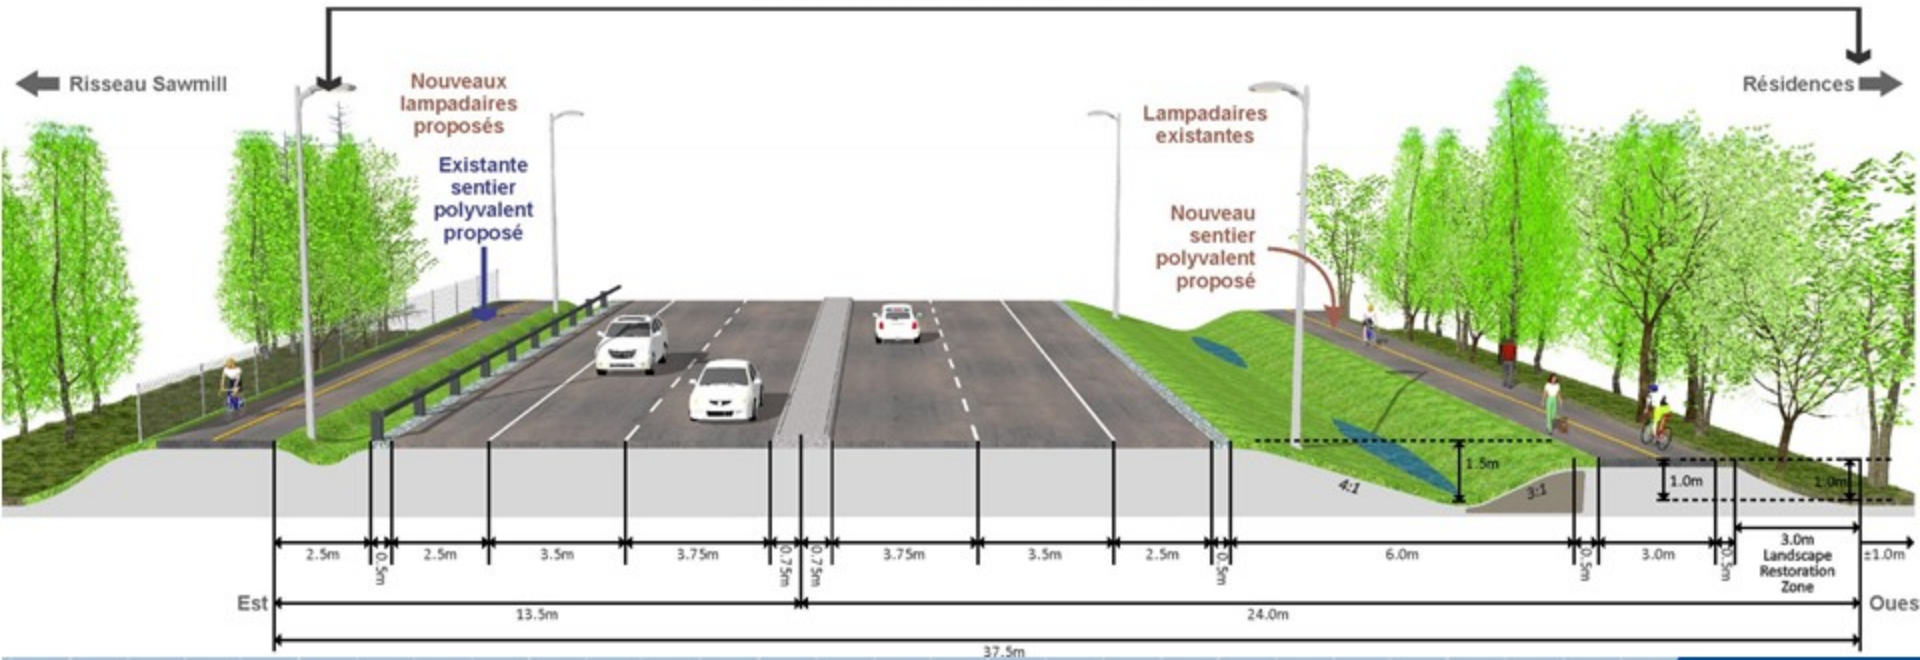 Risseau Sawmill
Nouveaux
lampadaires
proposés
Existante
sentier
polyvalent
proposé
Lampadaires
existantes
Nouveau
sentier
polyvalent
proposé
Résidences
1.5m
4:1
3:1
1.0m
1.0m
2.5m
0.5m
2.5m
3.5m
3.75m
0.75m
0.75m
3.75m
3.5m
2.5m
0.5m
6.0m
0.5m
3.0m
0.5m
3.0m
Landscape
Restoration
Zone
±1.0m
Est
13.5m
24.0m
Oues
37.5m